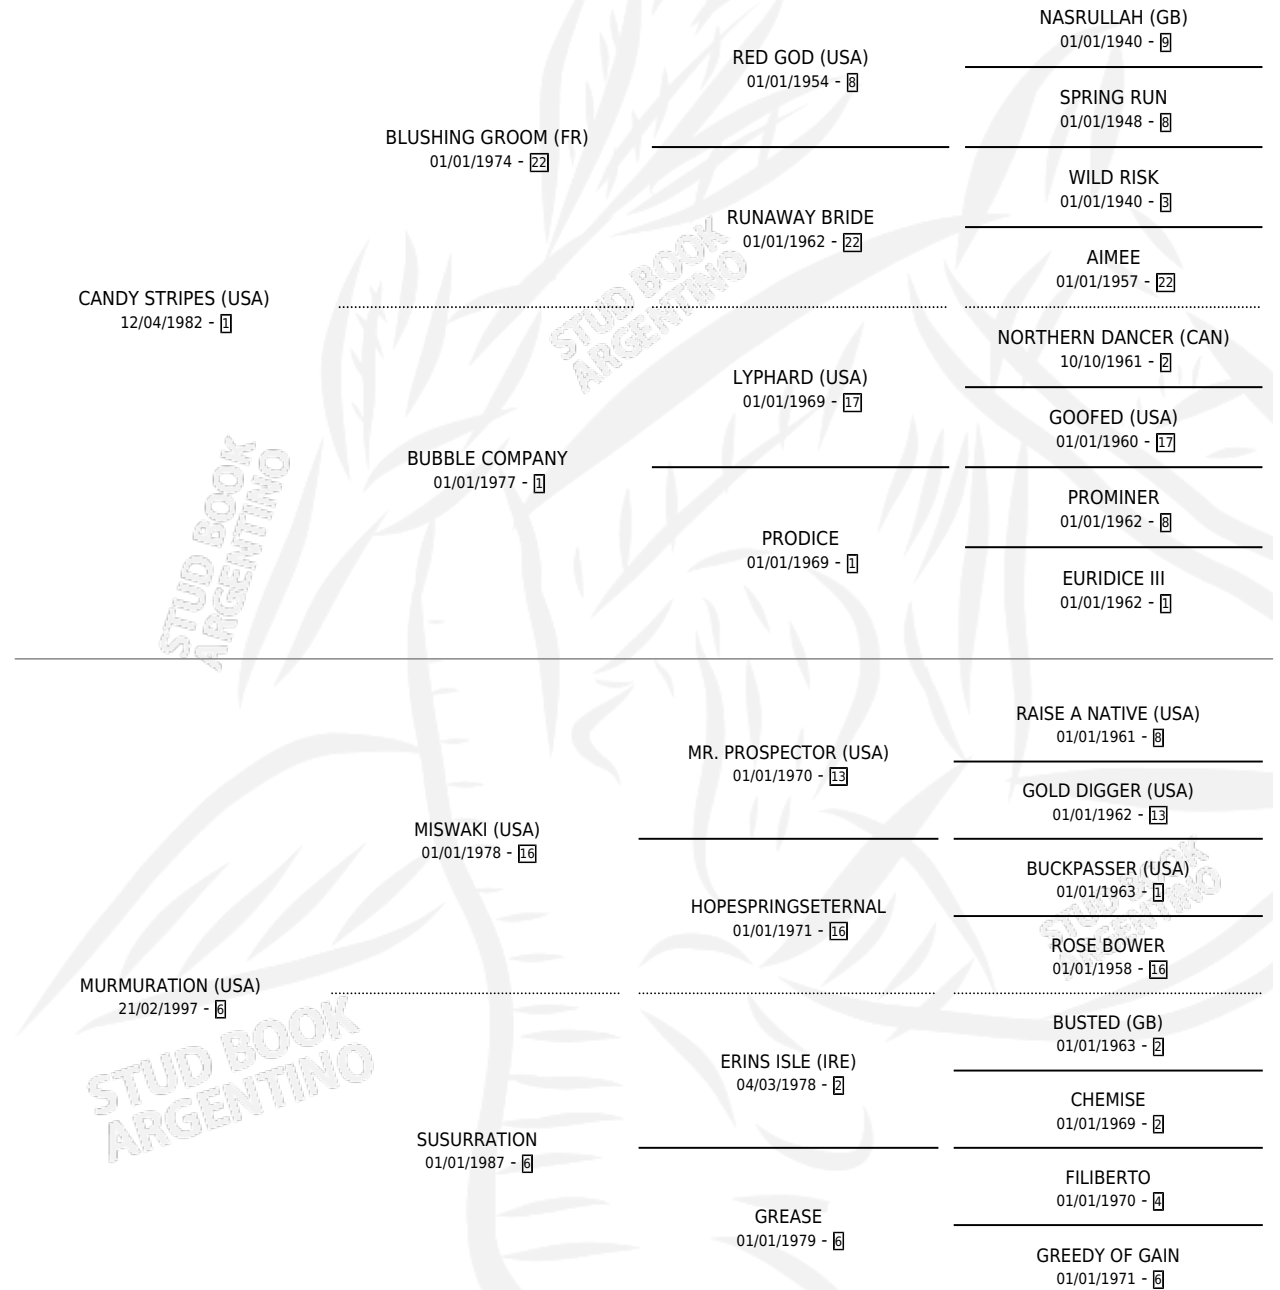 NASRULLAH (GB)
01/01/1940 - 9
RED GOD (USA)
01/01/1954 - 8
SPRING RUN
01/01/1948 - 8
BLUSHING GROOM (FR)
01/01/1974 - 22
WILD RISK
01/01/1940 - 3
RUNAWAY BRIDE
01/01/1962 - 22
AIMEE
01/01/1957 - 22
CANDY STRIPES (USA)
12/04/1982 - 1
NORTHERN DANCER (CAN)
10/10/1961 - 2
LYPHARD (USA)
01/01/1969 - 17
GOOFED (USA)
01/01/1960 - 17
BUBBLE COMPANY
01/01/1977 - 1
PROMINER
01/01/1962 - 8
PRODICE
01/01/1969 - 1
EURIDICE III
01/01/1962 - 1
RAISE A NATIVE (USA)
01/01/1961 - 8
MR. PROSPECTOR (USA)
01/01/1970 - 13
GOLD DIGGER (USA)
01/01/1962 - 13
MISWAKI (USA)
01/01/1978 - 16
BUCKPASSER (USA)
01/01/1963 - 1
HOPESPRINGSETERNAL
01/01/1971 - 16
ROSE BOWER
01/01/1958 - 16
MURMURATION (USA)
21/02/1997 - 6
BUSTED (GB)
01/01/1963 - 2
ERINS ISLE (IRE)
04/03/1978 - 2
CHEMISE
01/01/1969 - 2
SUSURRATION
01/01/1987 - 6
FILIBERTO
01/01/1970 - 4
GREASE
01/01/1979 - 6
GREEDY OF GAIN
01/01/1971 - 6
STUD BOOK
ARGENTINO
STUD BOOK
ARGENTINO
STUD BOOK
ARGENTINO
STUD BOOK
ARGENTINO